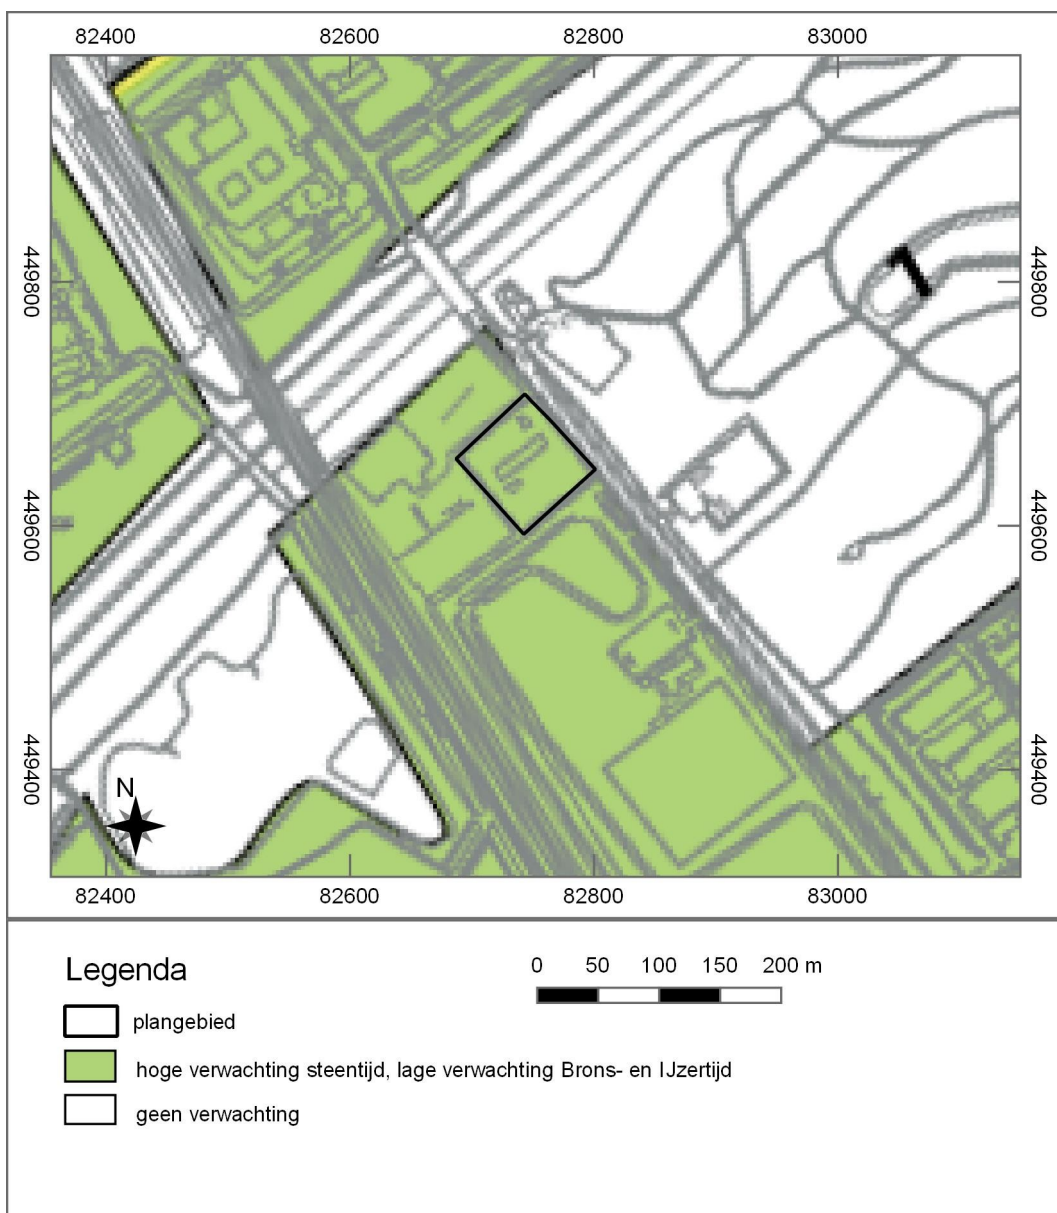 82400 82600 82800 83000
449800 449800
449600 449600
449400 449400
N
82400 82600 82800 83000
Legenda
0 50 100 150 200 m
plangebied
hoge verwachting steentijd, lage verwachting Brons- en IJzertijd
geen verwachting